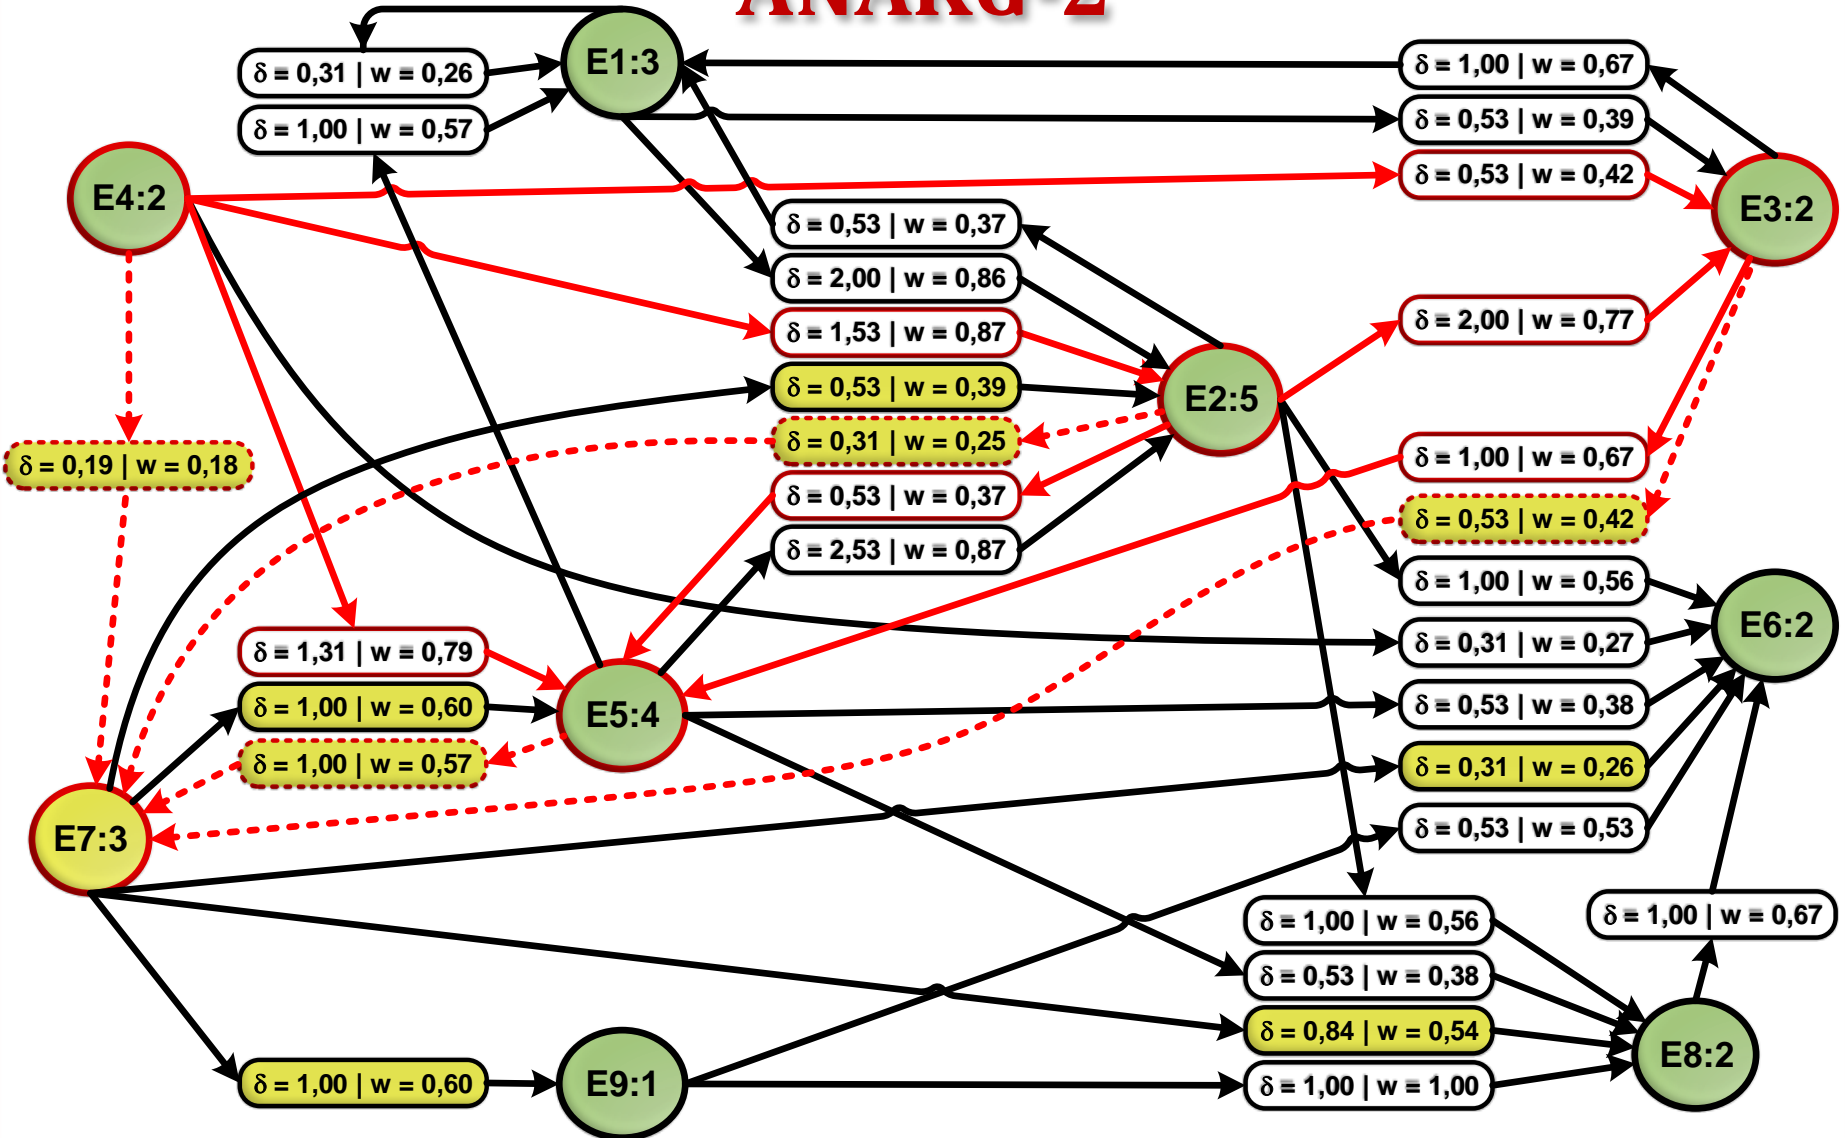 ANAKG-2
E1:3
δ = 0,31 | w = 0,26
δ = 1,00 | w = 0,57
δ = 1,00 | w = 0,67
δ = 0,53 | w = 0,39
δ = 0,53 | w = 0,42
E4:2
E3:2
δ = 0,53 | w = 0,37
δ = 2,00 | w = 0,86
δ = 1,53 | w = 0,87
δ = 0,53 | w = 0,39
δ = 0,31 | w = 0,25
δ = 0,53 | w = 0,37
δ = 2,53 | w = 0,87
E2:5
δ = 2,00 | w = 0,77
δ = 1,00 | w = 0,67
δ = 0,53 | w = 0,42
δ = 1,00 | w = 0,56
δ = 0,31 | w = 0,27
δ = 0,53 | w = 0,38
δ = 0,31 | w = 0,26
δ = 0,53 | w = 0,53
E6:2
δ = 0,19 | w = 0,18
δ = 1,31 | w = 0,79
δ = 1,00 | w = 0,60
δ = 1,00 | w = 0,57
E5:4
E7:3
δ = 1,00 | w = 0,56
δ = 0,53 | w = 0,38
δ = 0,84 | w = 0,54
δ = 1,00 | w = 1,00
δ = 1,00 | w = 0,67
E8:2
δ = 1,00 | w = 0,60
E9:1